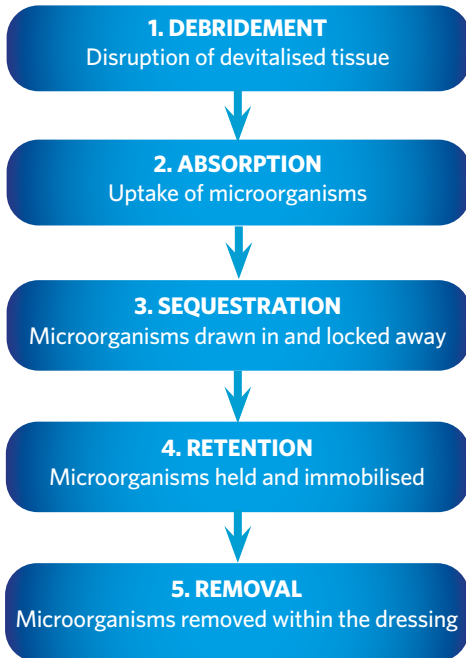 1. DEBRIDEMENT
Disruption of devitalised tissue
2. ABSORPTION
Uptake of microorganisms
3. SEQUESTRATION
Microorganisms drawn in and locked away
4. RETENTION
Microorganisms held and immobilised
5. REMOVAL
Microorganisms removed within the dressing